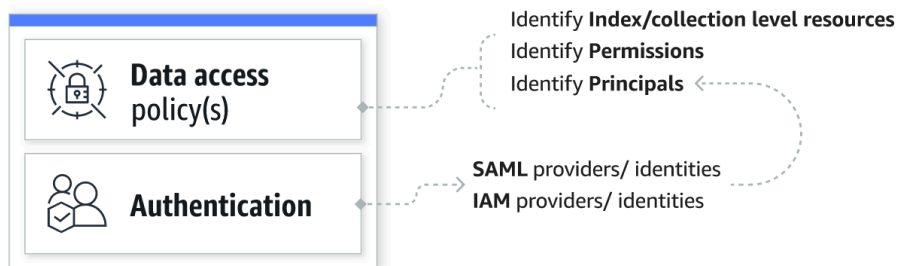 Identify Index/collection level resources
Identify Permissions
Identify Principals
Data access
policy(s)
SAML providers/ identities
IAM providers/ identities
Authentication